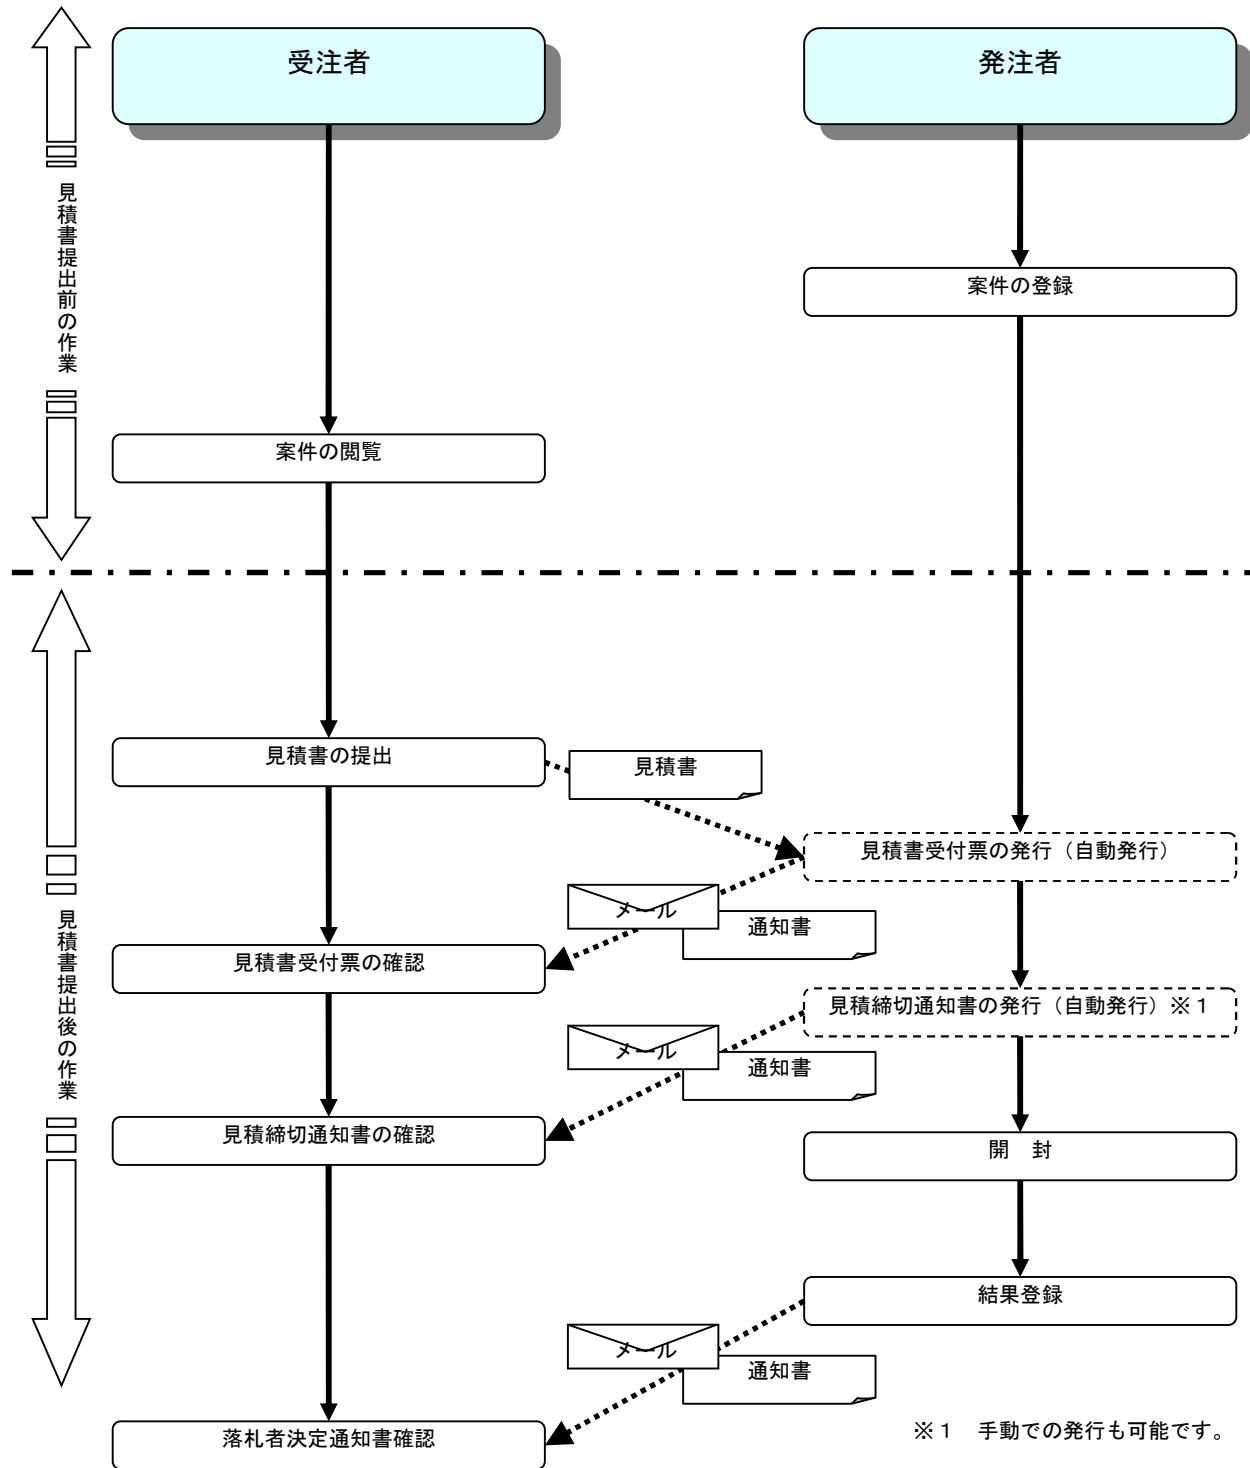 受注者
発注者
見積書提出前の作業
案件の登録
案件の閲覧
見積書の提出
見積書
見積書受付票の発行（自動発行）
メール
通知書
見積書受付票の確認
見積書提出後の作業
見積締切通知書の発行（自動発行）※１
メール
通知書
見積締切通知書の確認
開　封
結果登録
メール
通知書
落札者決定通知書確認
※１　手動での発行も可能です。